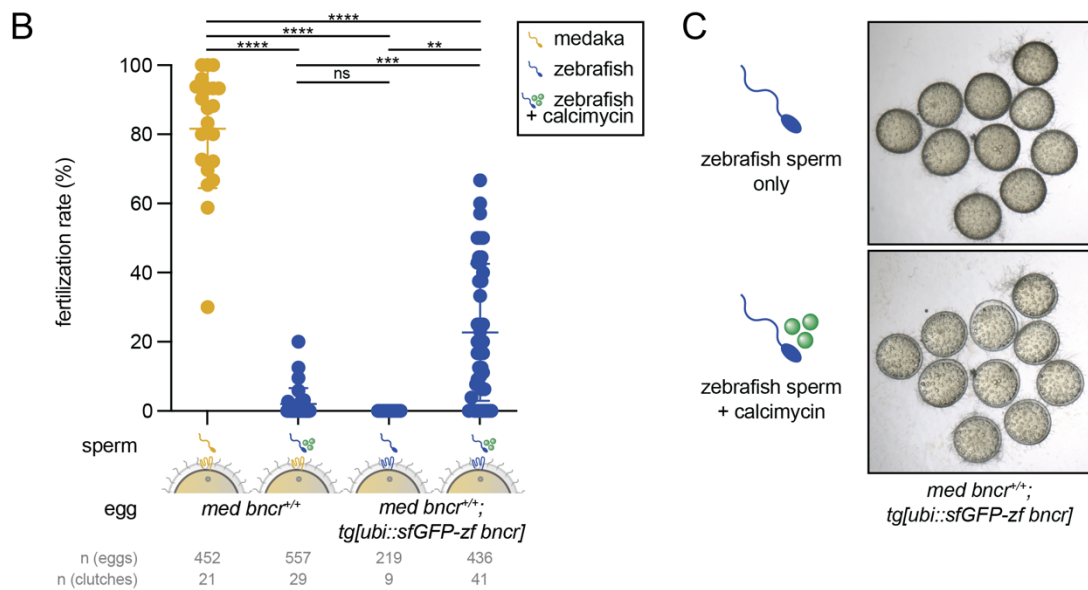 B
****
****
**** **
***
ns
medaka
zebrafish
zebrafish
+ calcimycin
fertilization rate (%)
100
80
60
40
20
0
sperm
egg
med bncr+/+
med bncr+/+;
tg[ubi::sfGFP-zf bncr]
n (eggs) 452 557 219 436
n (clutches) 21 29 9 41
C
zebrafish sperm
only
zebrafish sperm
+ calcimycin
med bncr+/+;
tg[ubi::sfGFP-zf bncr]